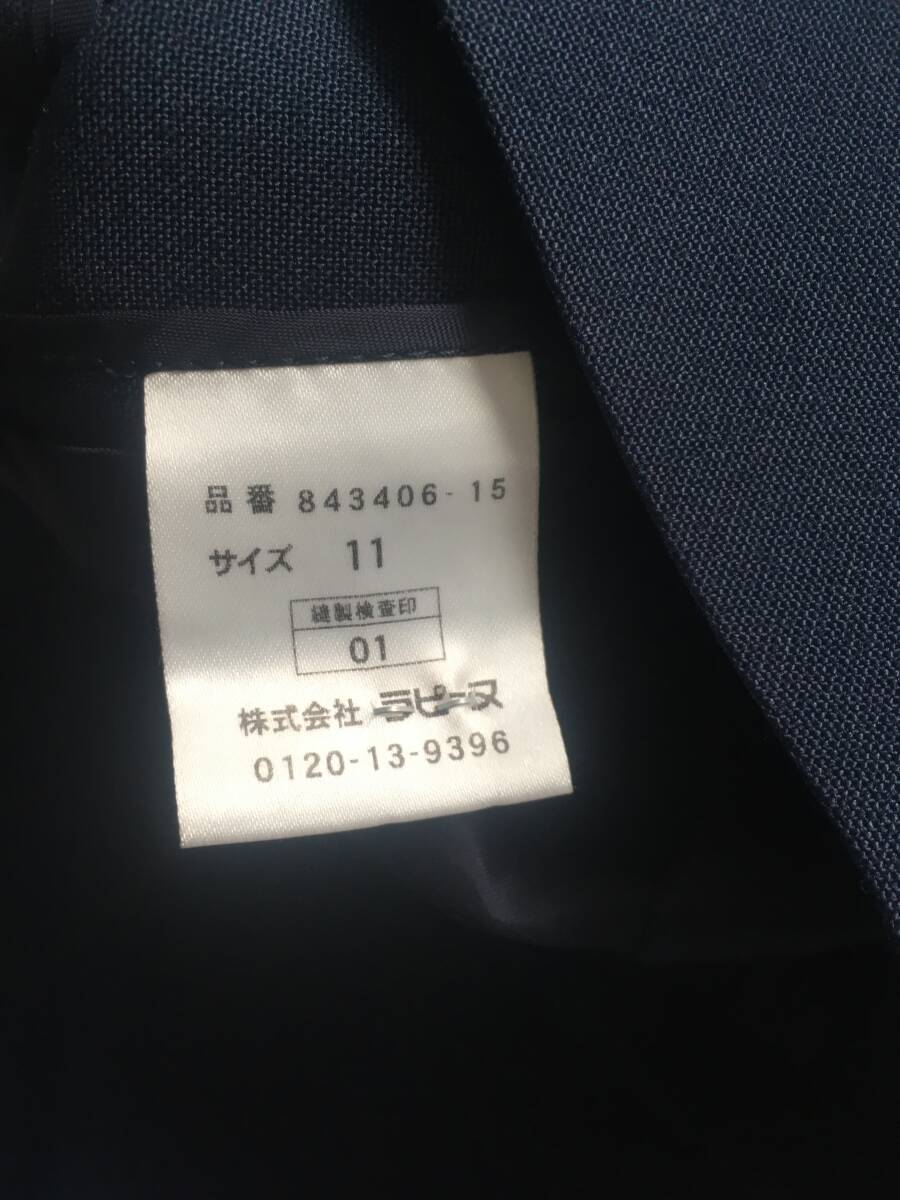 品番 843406-15
サイズ 11
縫製検査印
01
株式会社 ラピーヌ
0120-13-9396